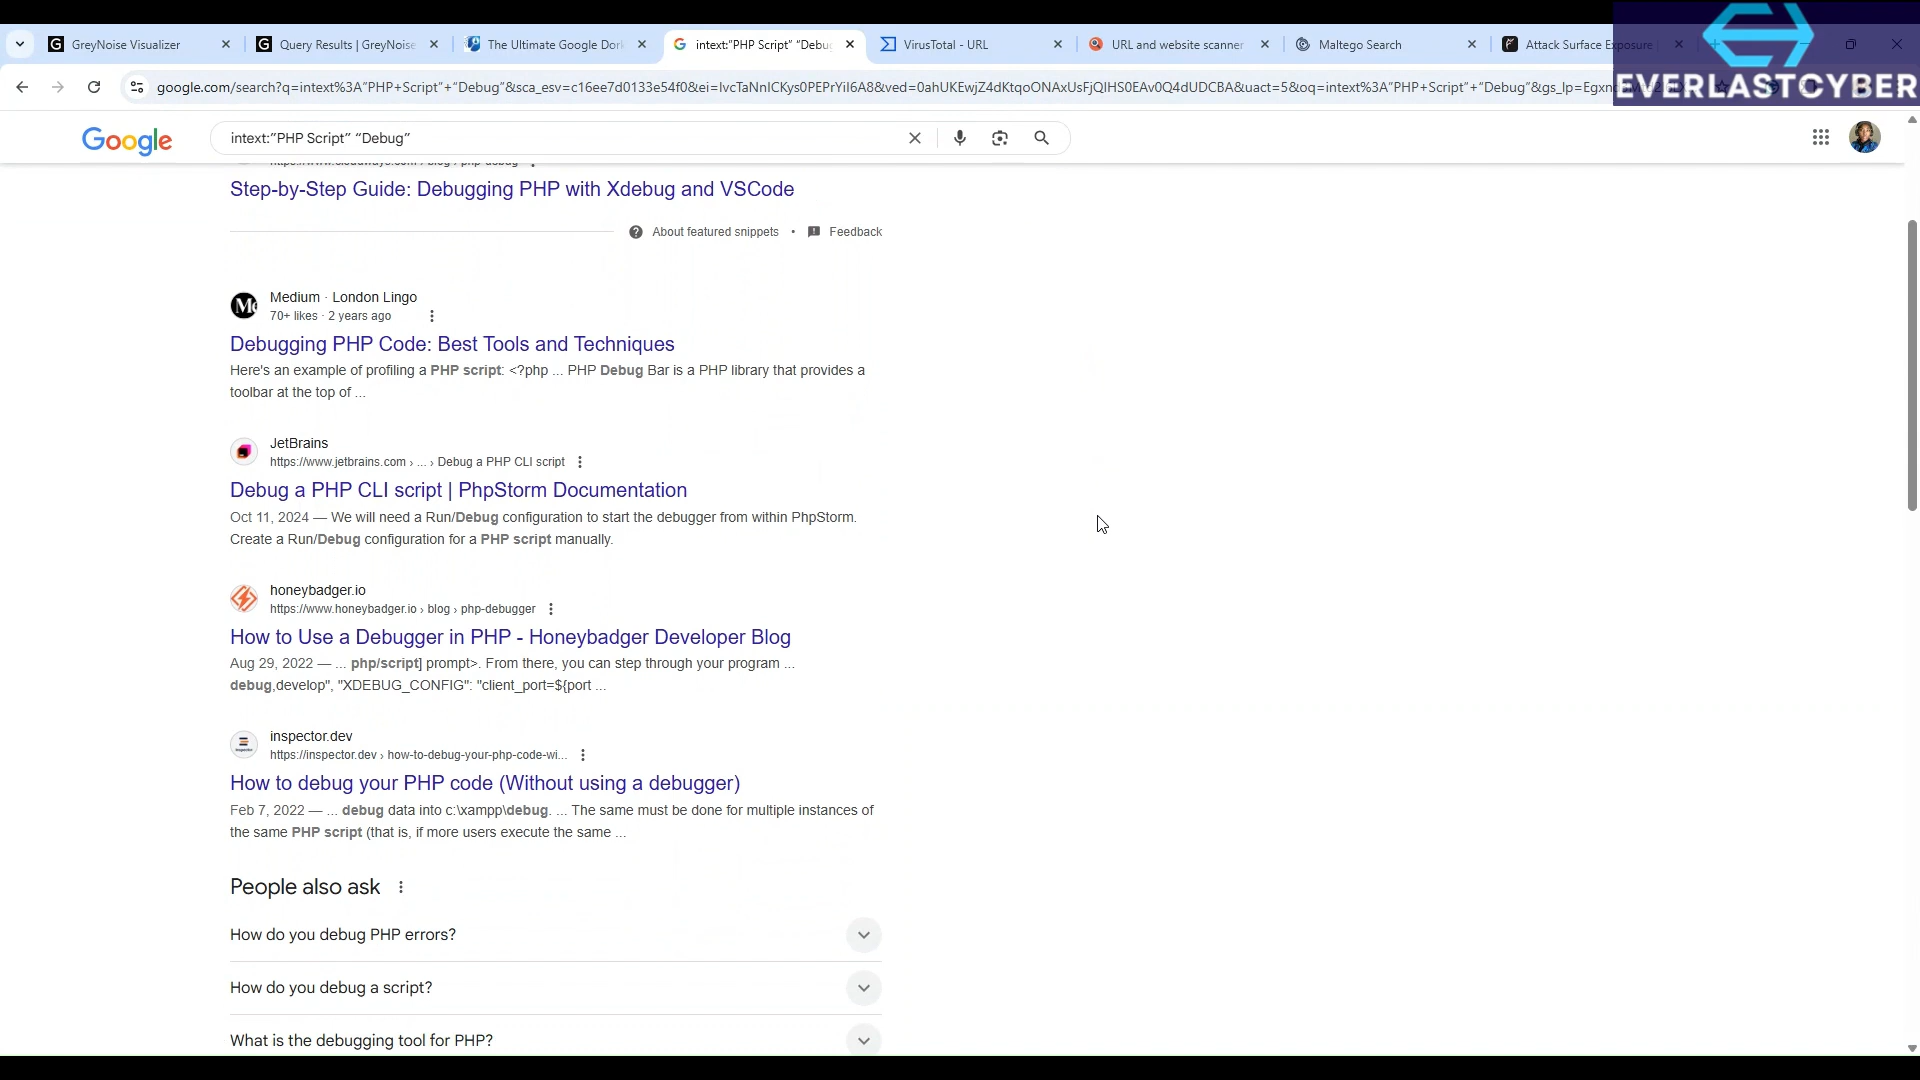 GreyNoise Visualizer
Query Results | GreyNoise
The Ultimate Google Dork
intext:"PHP Script" “Debug
VirusTotal - URL
URL and website scanner
Maltego Search
Attack Surface Exposure
EVERLASTCYBER
google.com/search?q=intext%3A”PHP+Script”+“Debug”&sca_esv=c16ee7d0133e54f0&ei=IvcTaNnICKys0PEPrYiI6A8&ved=0ahUKEwjZ4dKtqoONAxUsFjQIHS0EAv0Q4dUDCBA&uact=5&oq=intext%3A”PHP+Script”+“Debug”&gs_lp=Egxnd
Google
intext:”PHP Script” “Debug”
Step-by-Step Guide: Debugging PHP with Xdebug and VSCode
About featured snippets • Feedback
Medium · London Lingo
70+ likes · 2 years ago
Debugging PHP Code: Best Tools and Techniques
Here's an example of profiling a PHP script: <?php ... PHP Debug Bar is a PHP library that provides a
toolbar at the top of ...
JetBrains
https://www.jetbrains.com › ... › Debug a PHP CLI script
Debug a PHP CLI script | PhpStorm Documentation
Oct 11, 2024 — We will need a Run/Debug configuration to start the debugger from within PhpStorm.
Create a Run/Debug configuration for a PHP script manually.
honeybadger.io
https://www.honeybadger.io › blog › php-debugger
How to Use a Debugger in PHP - Honeybadger Developer Blog
Aug 29, 2022 — ... php/script] prompt>. From there, you can step through your program ...
debug,develop", "XDEBUG_CONFIG": "client_port=${port ...
inspector.dev
https://inspector.dev › how-to-debug-your-php-code-wi...
How to debug your PHP code (Without using a debugger)
Feb 7, 2022 — ... debug data into c:\xampp\debug. ... The same must be done for multiple instances of
the same PHP script (that is, if more users execute the same ...
People also ask
How do you debug PHP errors?
How do you debug a script?
What is the debugging tool for PHP?